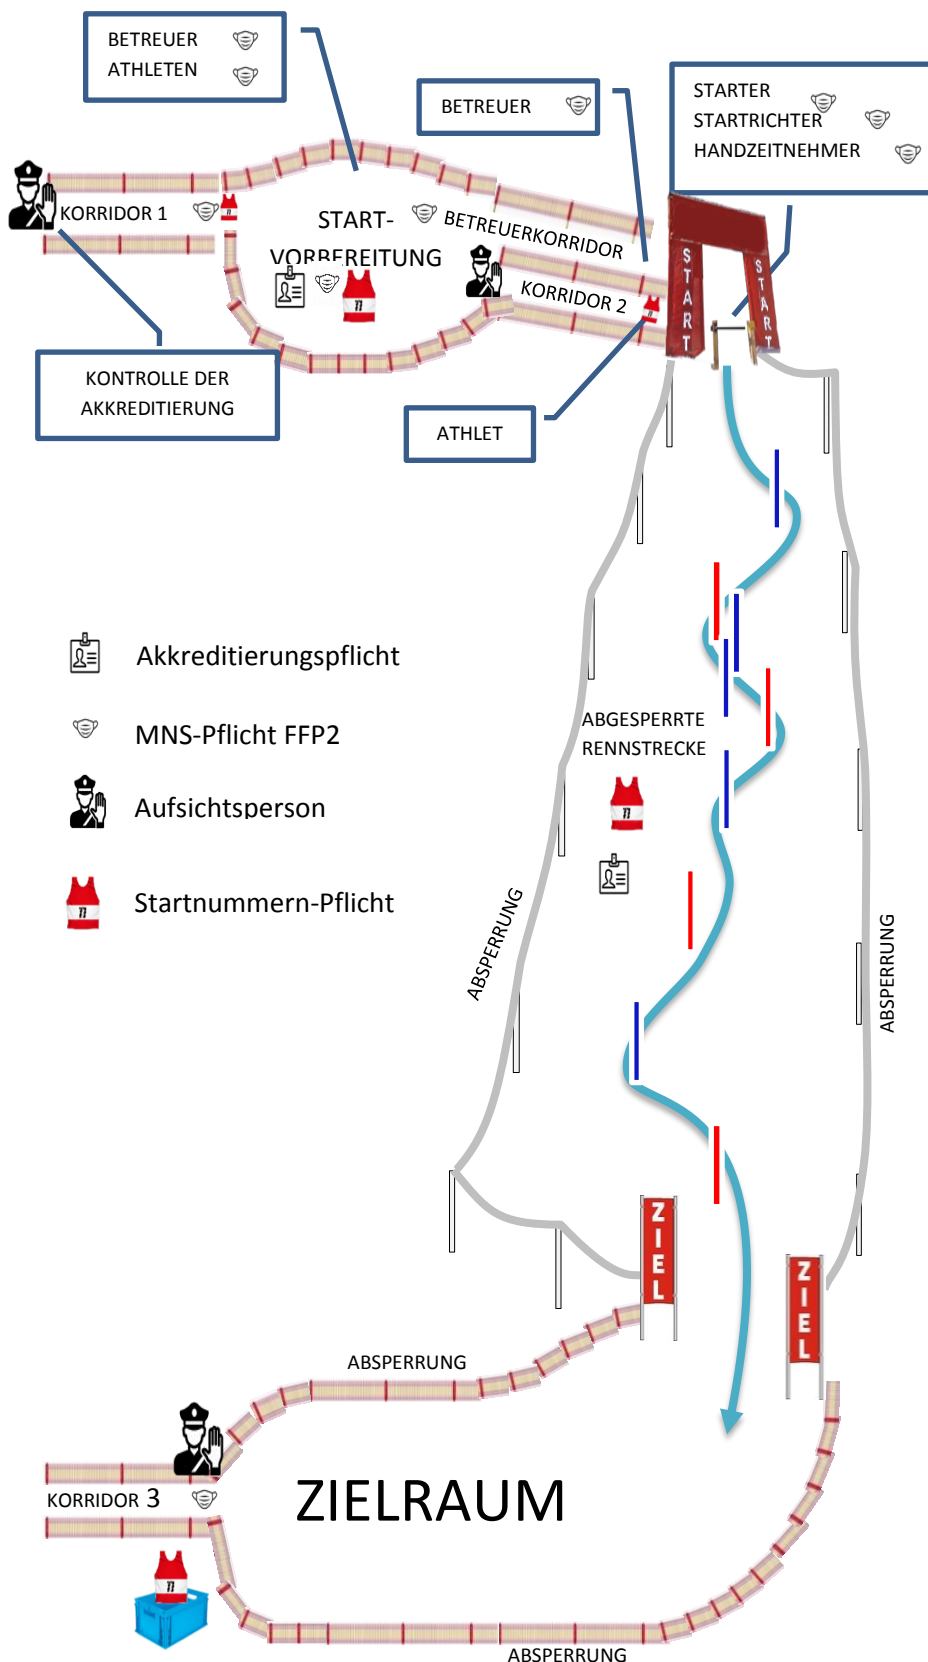 BETREUER
ATHLETEN
BETREUER
STARTER
STARTRICHTER
HANDZEITNEHMER
KORRIDOR 1
START-
VORBEREITUNG
BETREUERKORRIDOR
KORRIDOR 2
START
START
KONTROLLE DER
AKKREDITIERUNG
ATHLET
Akkreditierungspflicht
MNS-Pflicht FFP2
Aufsichtsperson
Startnummern-Pflicht
ABGESPERRTE
RENNSTRECKE
ABSPERRUNG
ABSPERRUNG
ZIEL
ZIEL
ABSPERRUNG
KORRIDOR 3
ZIELRAUM
ABSPERRUNG